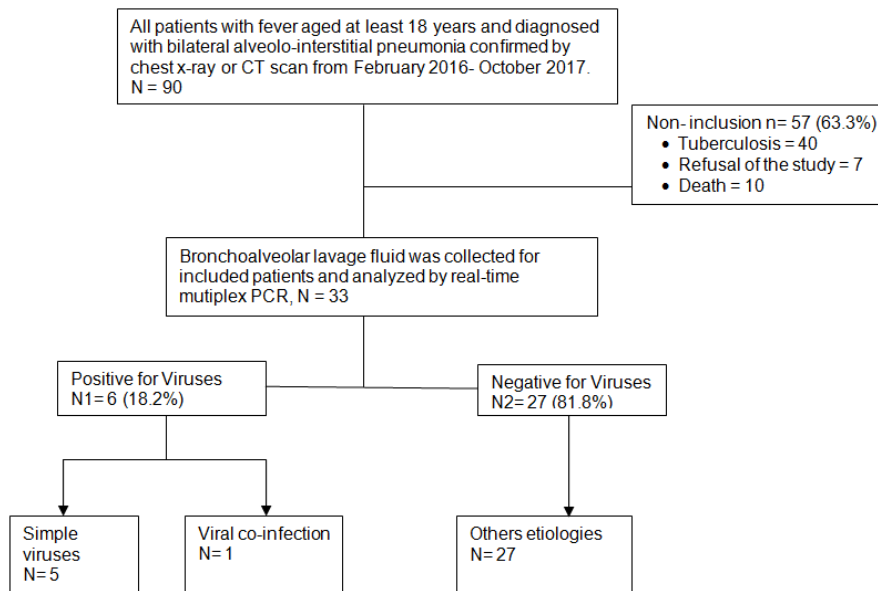 All patients with fever aged at least 18 years and diagnosed
with bilateral alveolo-interstitial pneumonia confirmed by
chest x-ray or CT scan from February 2016- October 2017.
N = 90
Non- inclusion n= 57 (63.3%)
• Tuberculosis = 40
• Refusal of the study = 7
• Death = 10
Bronchoalveolar lavage fluid was collected for
included patients and analyzed by real-time
mutiplex PCR, N = 33
Positive for Viruses
N1= 6 (18.2%)
Negative for Viruses
N2= 27 (81.8%)
Simple
viruses
N= 5
Viral co-infection
N= 1
Others etiologies
N= 27